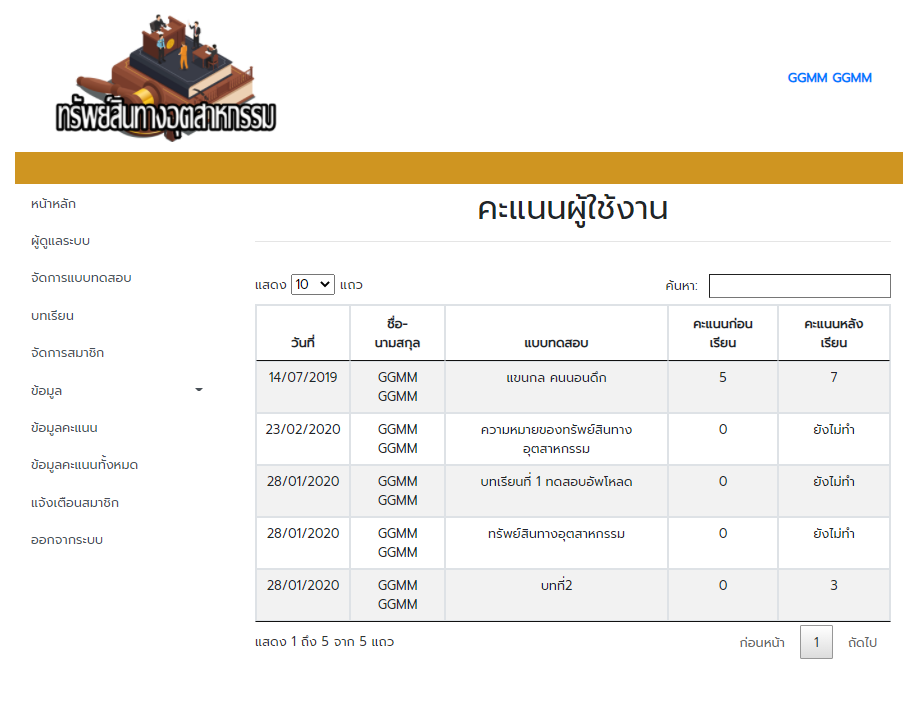 ทรัพย์สินทางอุตสาหกรรม
GGMM GGMM
หน้าหลัก
ผู้ดูแลระบบ
จัดการแบบทดสอบ
บทเรียน
จัดการสมาชิก
ข้อมูล
ข้อมูลคะแนน
ข้อมูลคะแนนทั้งหมด
แจ้งเตือนสมาชิก
ออกจากระบบ
คะแนนผู้ใช้งาน
แสดง 10 แถว
ค้นหา:
วันที่ ชื่อ-นามสกุล แบบทดสอบ คะแนนก่อนเรียน คะแนนหลังเรียน
14/07/2019 GGMM GGMM แขนกล คนนอนดึก 5 7
23/02/2020 GGMM GGMM ความหมายของทรัพย์สินทางอุตสาหกรรม 0 ยังไม่ทำ
28/01/2020 GGMM GGMM บทเรียนที่ 1 ทดสอบอัพโหลด 0 ยังไม่ทำ
28/01/2020 GGMM GGMM ทรัพย์สินทางอุตสาหกรรม 0 ยังไม่ทำ
28/01/2020 GGMM GGMM บทที่2 0 3
แสดง 1 ถึง 5 จาก 5 แถว
ก่อนหน้า 1 ถัดไป